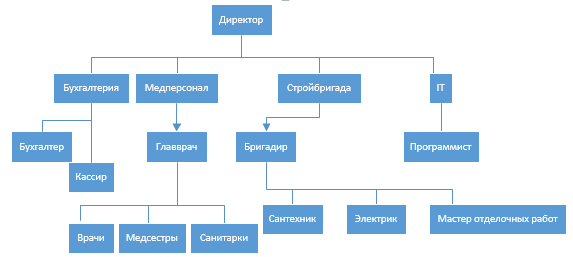 Директор
Бухгалтерия
Медперсонал
Стройбригада
IT
Бухгалтер
Главврач
Бригадир
Программист
Кассир
Сантехник
Электрик
Мастер отделочных работ
Врачи
Медсестры
Санитарки